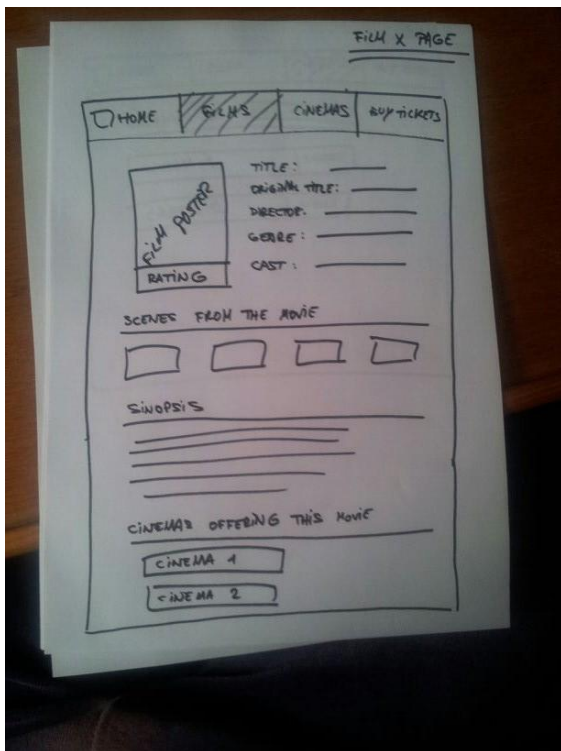 FILM X PAGE
HOME FILMS CINEMAS BUY TICKETS
FILM POSTER
RATING
TITLE:
ORIGINAL TITLE:
DIRECTOR:
GENRE:
CAST:
SCENES FROM THE MOVIE
SINOPSIS
CINEMAS OFFERING THIS MOVIE
CINEMA 1
CINEMA 2